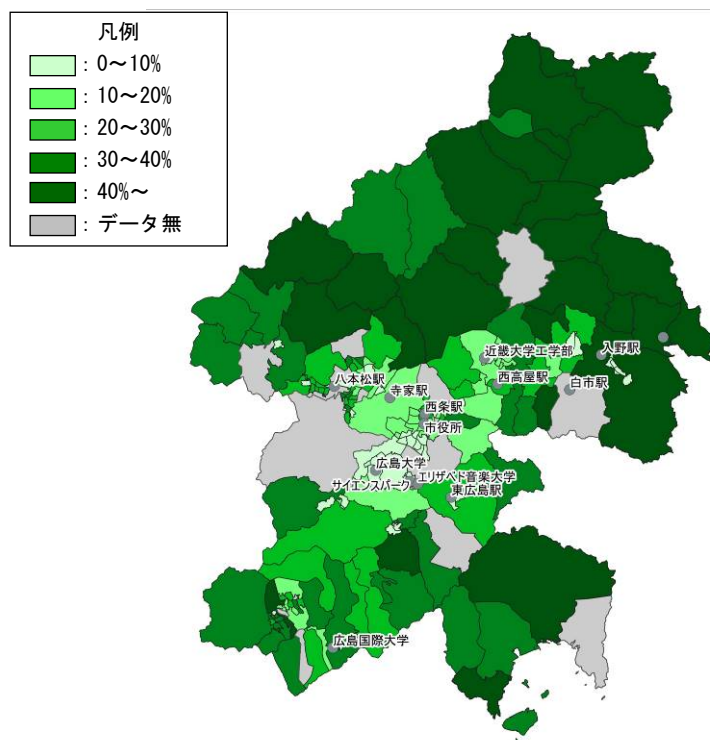 凡例
: 0～10%
: 10～20%
: 20～30%
: 30～40%
: 40%～
: データ無
近畿大学工学部
入野駅
八本松駅
西高屋駅
白市駅
寺家駅
西条駅
市役所
広島大学
サイエンスパーク
エリザベト音楽大学
東広島駅
広島国際大学